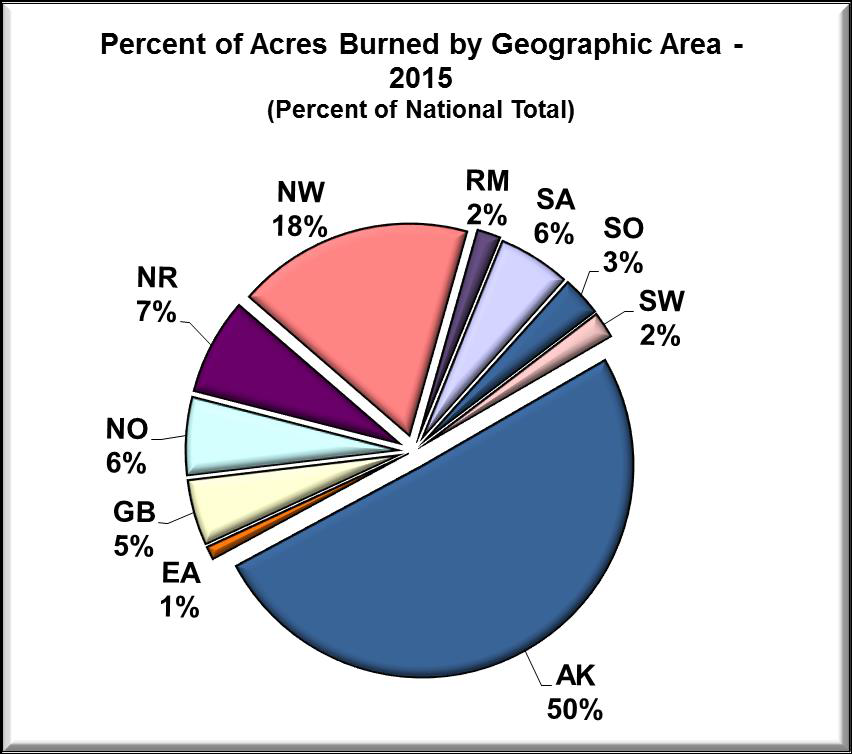 Percent of Acres Burned by Geographic Area -
2015
(Percent of National Total)
RM
2%
SA
6%
SO
3%
SW
2%
NW
18%
NR
7%
NO
6%
GB
5%
EA
1%
AK
50%